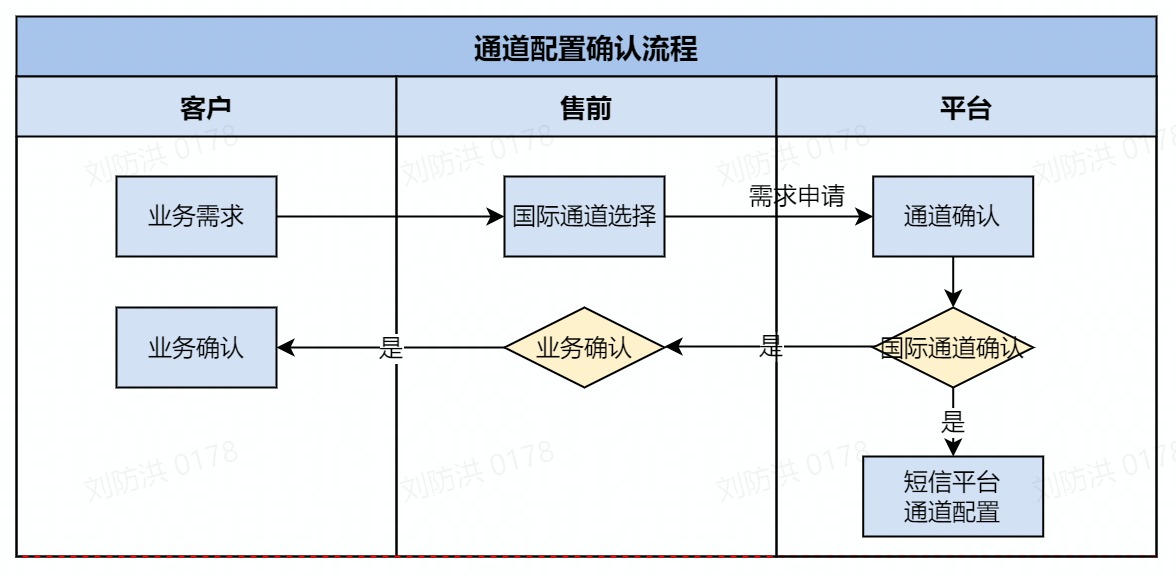 通道配置确认流程
客户
售前
平台
刘防洪 0178
刘防洪 0178
刘防洪 0178
刘防洪 0178
业务需求
国际通道选择
需求申请
通道确认
业务确认
是
业务确认
是
国际通道确认
是
刘防洪 0178
刘防洪 0178
刘防洪 0178
刘防洪 0178
短信平台
通道配置